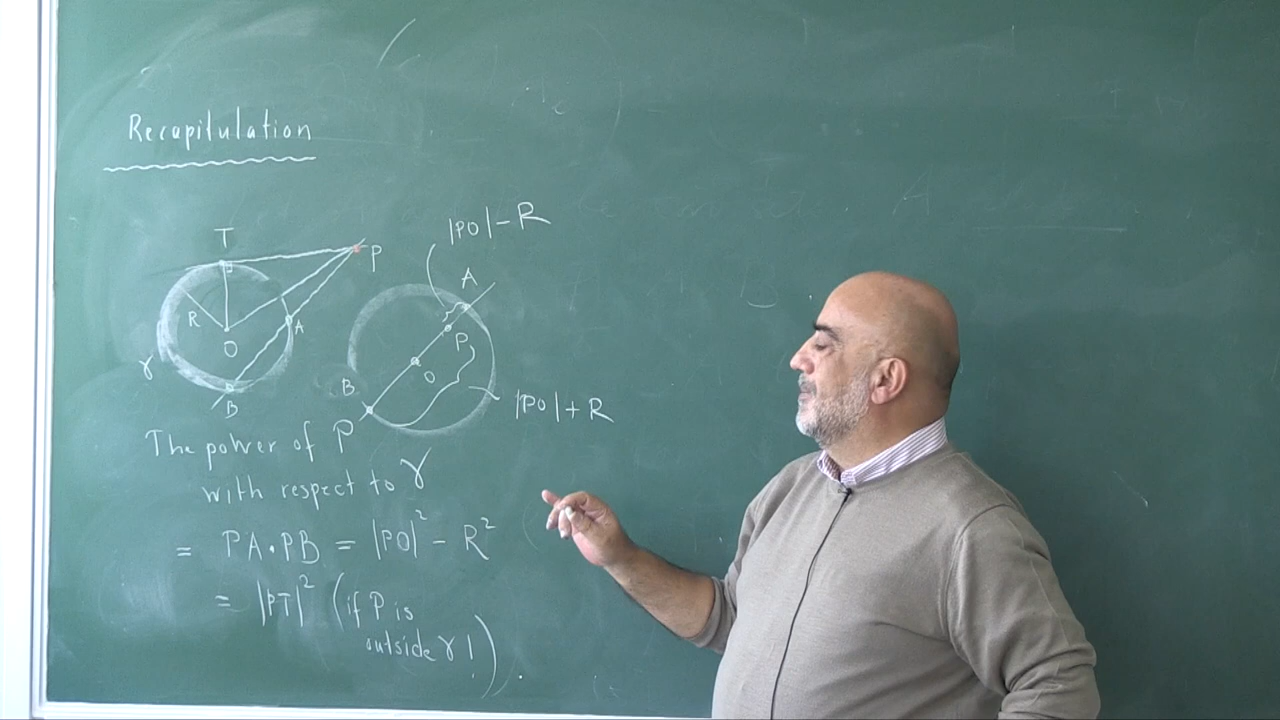 Recapitulation
T
P
R
O
A
γ
B
|PO| - R
A
P
O
B
|PO| + R
The power of P
with respect to γ
= PA • PB = |PO|² - R²
= |PT|² (if P is
outside γ !)